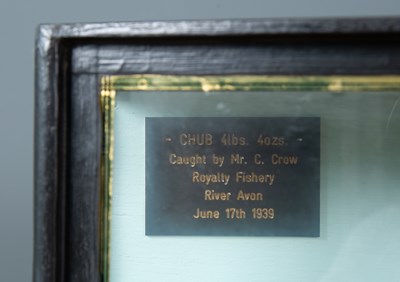 - CHUB 4lbs. 4ozs. -
Caught by Mr. C. Crow
Royalty Fishery
River Avon
June 17th 1939